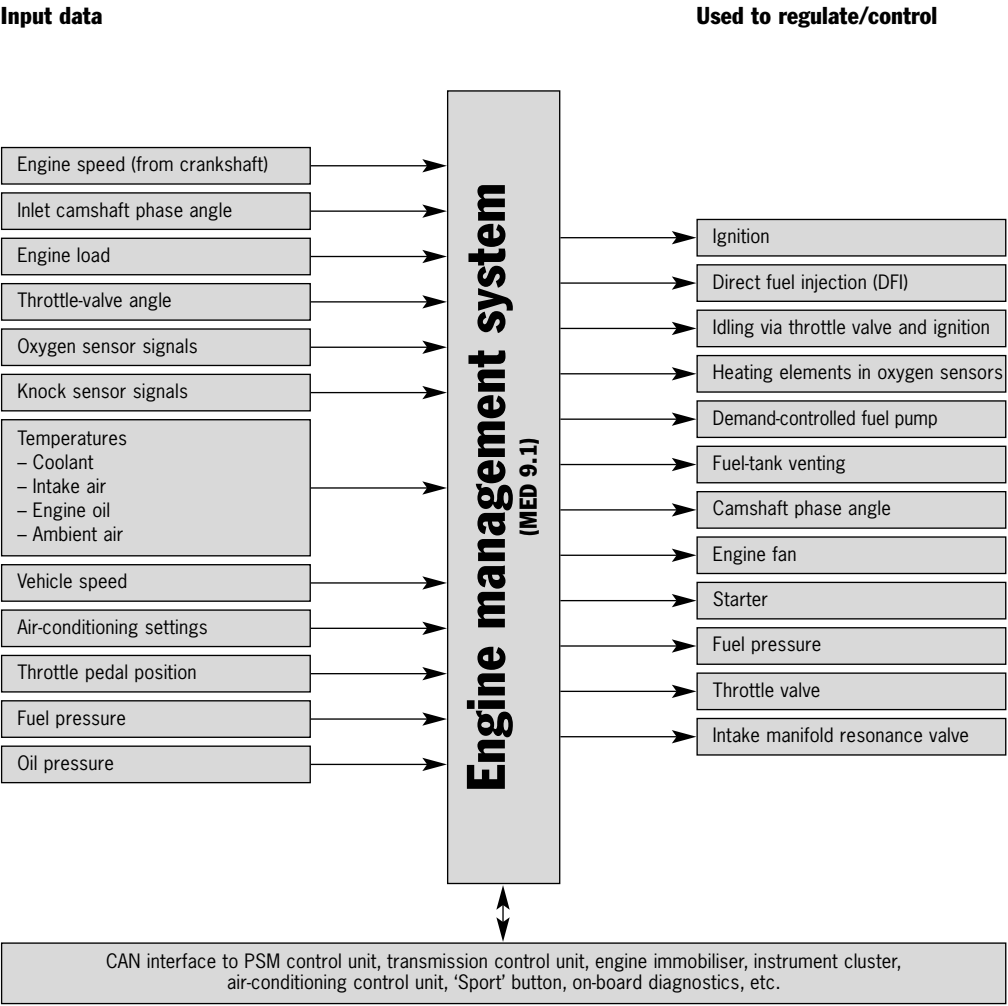 Input data
Used to regulate/control
Engine speed (from crankshaft)
Inlet camshaft phase angle
Engine load
Throttle-valve angle
Oxygen sensor signals
Knock sensor signals
Temperatures
– Coolant
– Intake air
– Engine oil
– Ambient air
Vehicle speed
Air-conditioning settings
Throttle pedal position
Fuel pressure
Oil pressure
Engine management system
(MED 9.1)
Ignition
Direct fuel injection (DFI)
Idling via throttle valve and ignition
Heating elements in oxygen sensors
Demand-controlled fuel pump
Fuel-tank venting
Camshaft phase angle
Engine fan
Starter
Fuel pressure
Throttle valve
Intake manifold resonance valve
CAN interface to PSM control unit, transmission control unit, engine immobiliser, instrument cluster,
air-conditioning control unit, ‘Sport’ button, on-board diagnostics, etc.